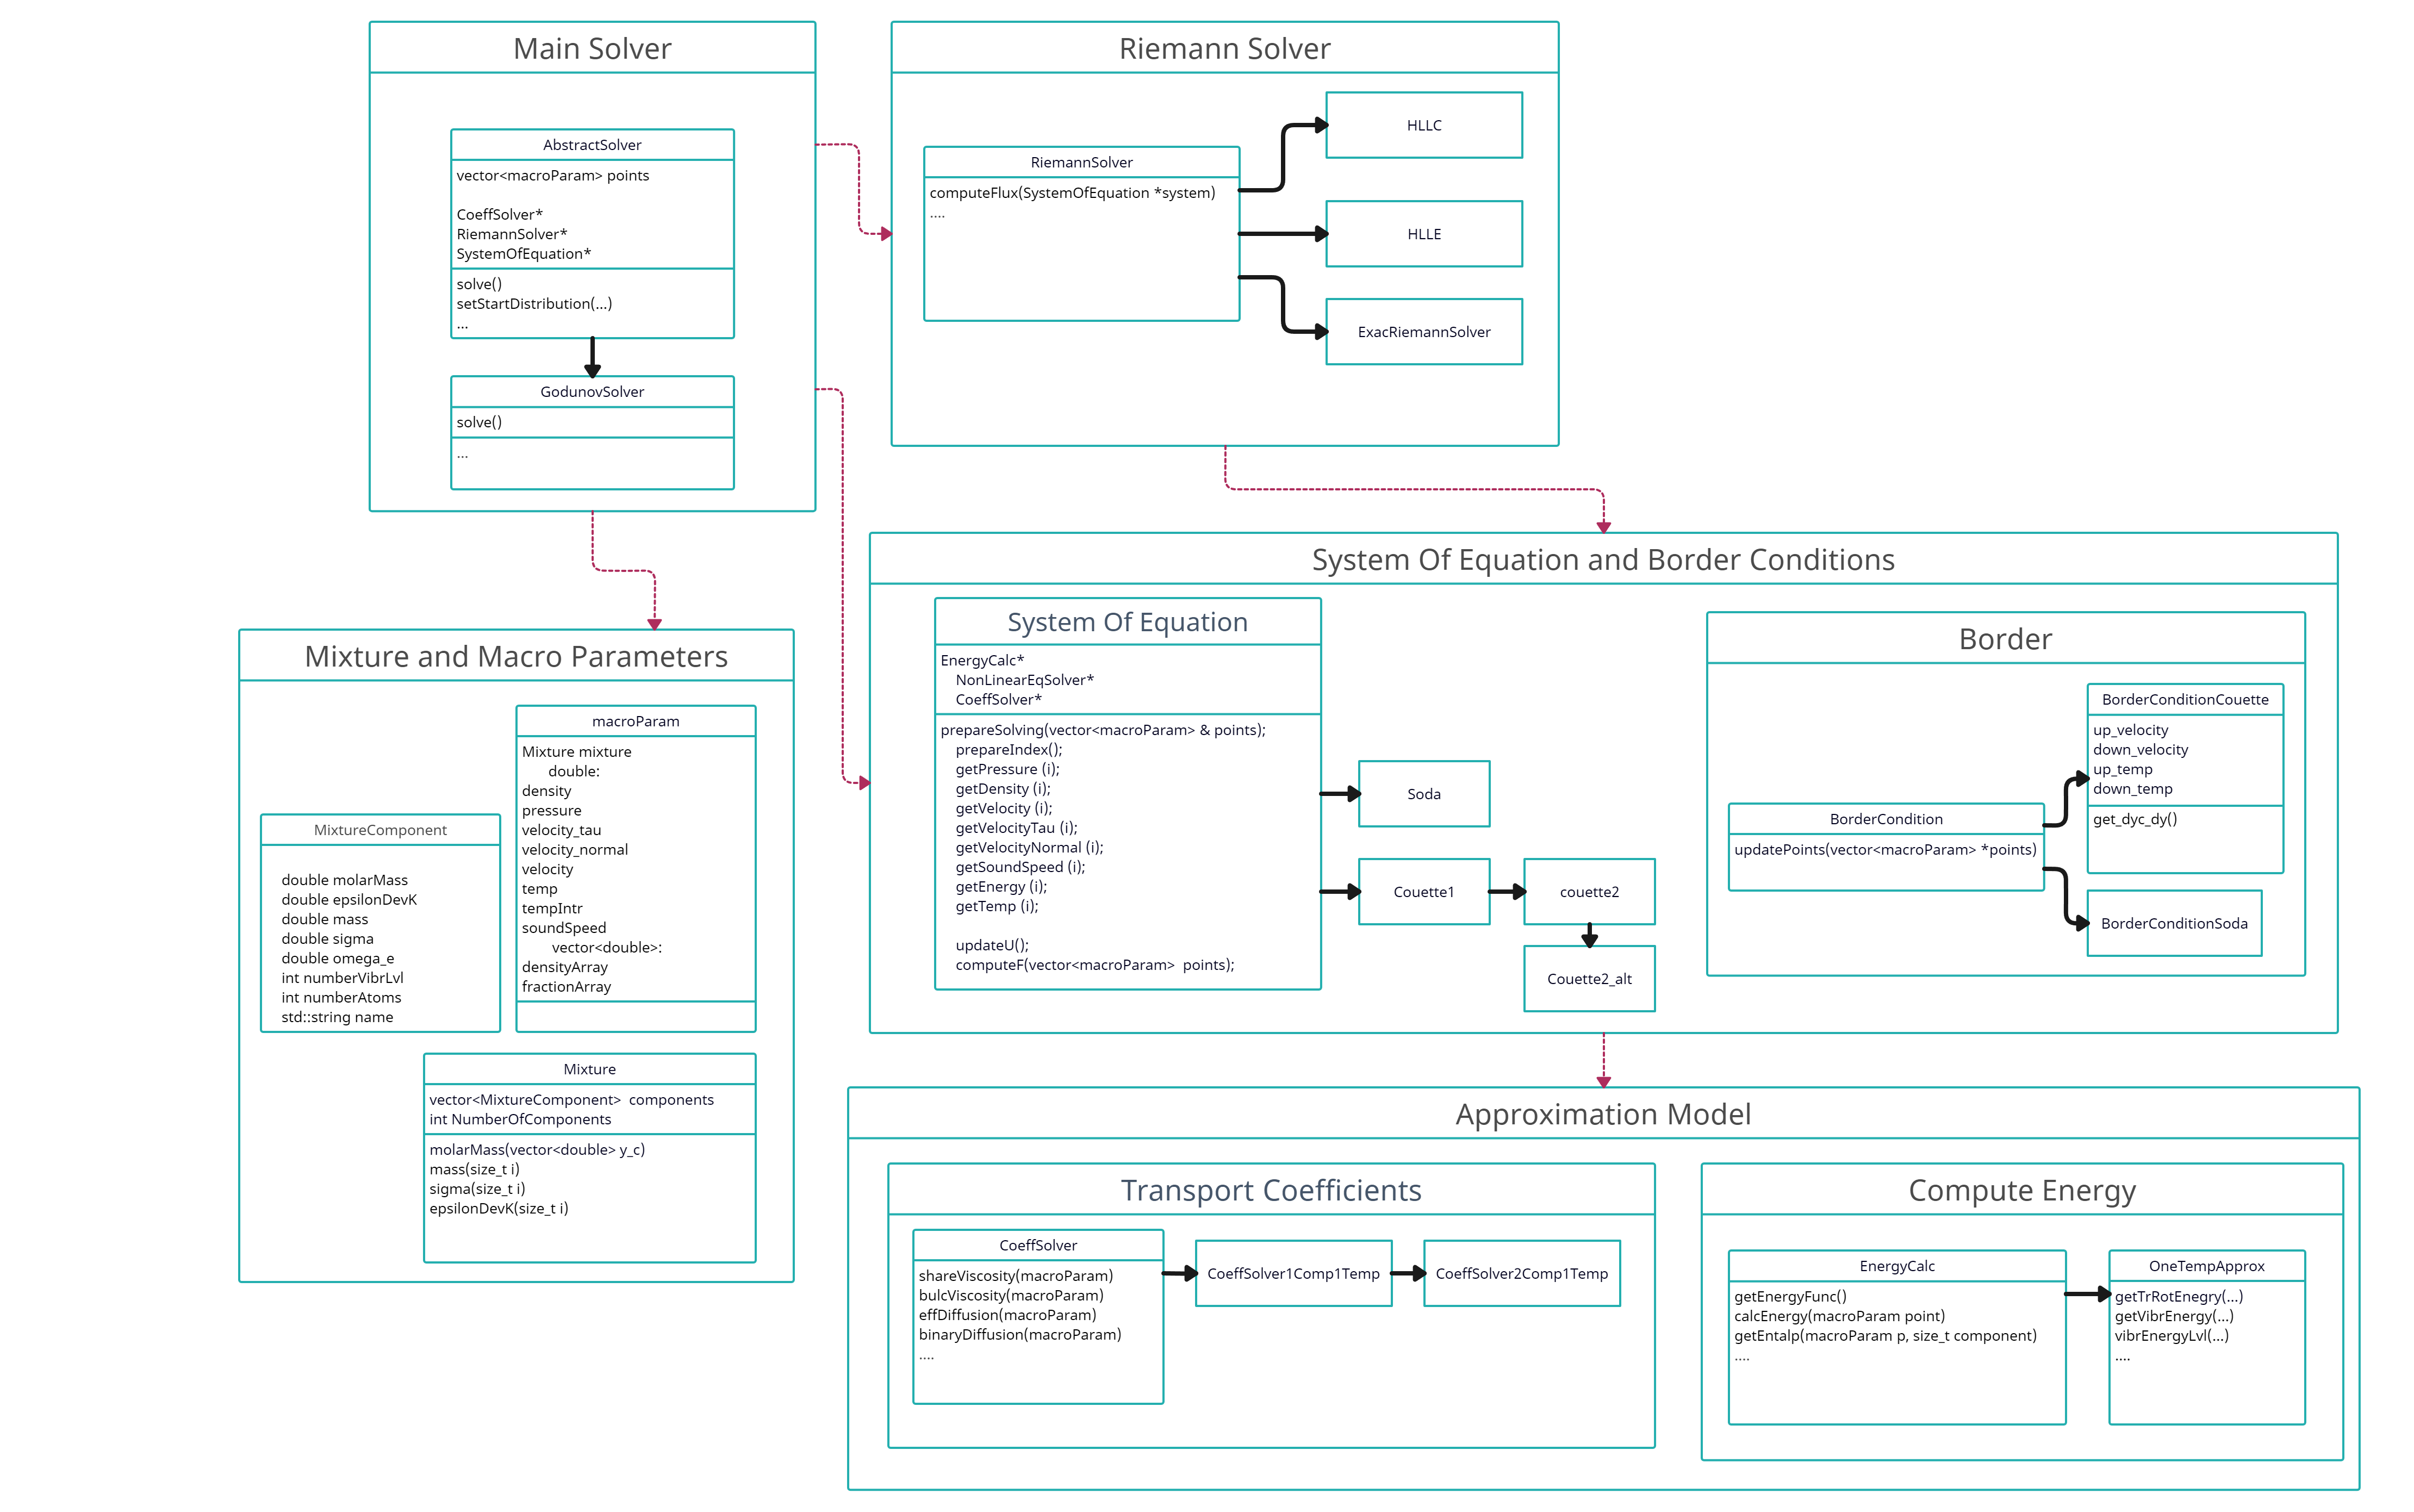 Main Solver
AbstractSolver
vector<macroParam> points
CoeffSolver*
RiemannSolver*
SystemOfEquation*
solve()
setStartDistribution(...)
...
GodunovSolver
solve()
...
Riemann Solver
RiemannSolver
computeFlux(SystemOfEquation *system)
....
HLLC
HLLE
ExacRiemannSolver
Mixture and Macro Parameters
MixtureComponent
double molarMass
double epsilonDevK
double mass
double sigma
double omega_e
int numberVibrLvl
int numberAtoms
std::string name
macroParam
Mixture mixture
double:
density
pressure
velocity_tau
velocity_normal
velocity
temp
tempIntr
soundSpeed
vector<double>:
densityArray
fractionArray
Mixture
vector<MixtureComponent>  components
int NumberOfComponents
molarMass(vector<double> y_c)
mass(size_t i)
sigma(size_t i)
epsilonDevK(size_t i)
System Of Equation and Border Conditions
System Of Equation
EnergyCalc*
NonLinearEqSolver*
CoeffSolver*
prepareSolving(vector<macroParam> & points);
prepareIndex();
getPressure (i);
getDensity (i);
getVelocity (i);
getVelocityTau (i);
getVelocityNormal (i);
getSoundSpeed (i);
getEnergy (i);
getTemp (i);
updateU();
computeF(vector<macroParam>  points);
Soda
Couette1
couette2
Couette2_alt
Border
BorderCondition
updatePoints(vector<macroParam> *points)
BorderConditionCouette
up_velocity
down_velocity
up_temp
down_temp
get_dyc_dy()
BorderConditionSoda
Approximation Model
Transport Coefficients
CoeffSolver
shareViscosity(macroParam)
bulcViscosity(macroParam)
effDiffusion(macroParam)
binaryDiffusion(macroParam)
....
CoeffSolver1Comp1Temp
CoeffSolver2Comp1Temp
Compute Energy
EnergyCalc
getEnergyFunc()
calcEnergy(macroParam point)
getEntalp(macroParam p, size_t component)
....
OneTempApprox
getTrRotEnegry(...)
getVibrEnergy(...)
vibrEnergyLvl(...)
....